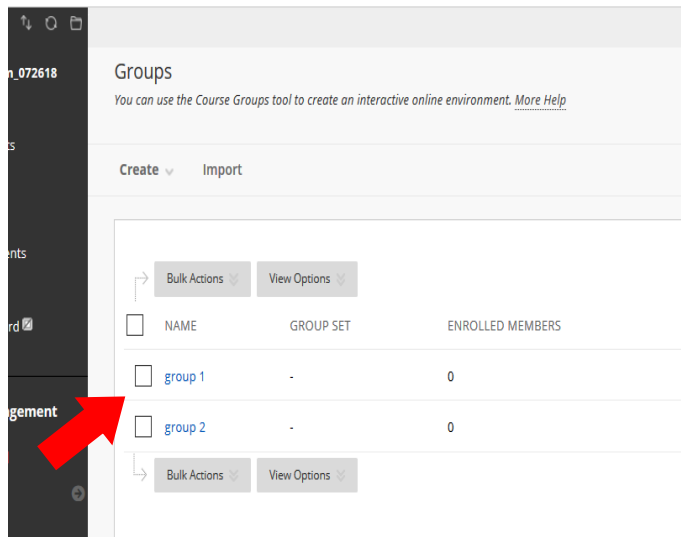 n_072618
Groups
You can use the Course Groups tool to create an interactive online environment. More Help
ts
Create Import
ents
Bulk Actions View Options
rd
NAME GROUP SET ENROLLED MEMBERS
group 1 - 0
gement
group 2 - 0
Bulk Actions View Options